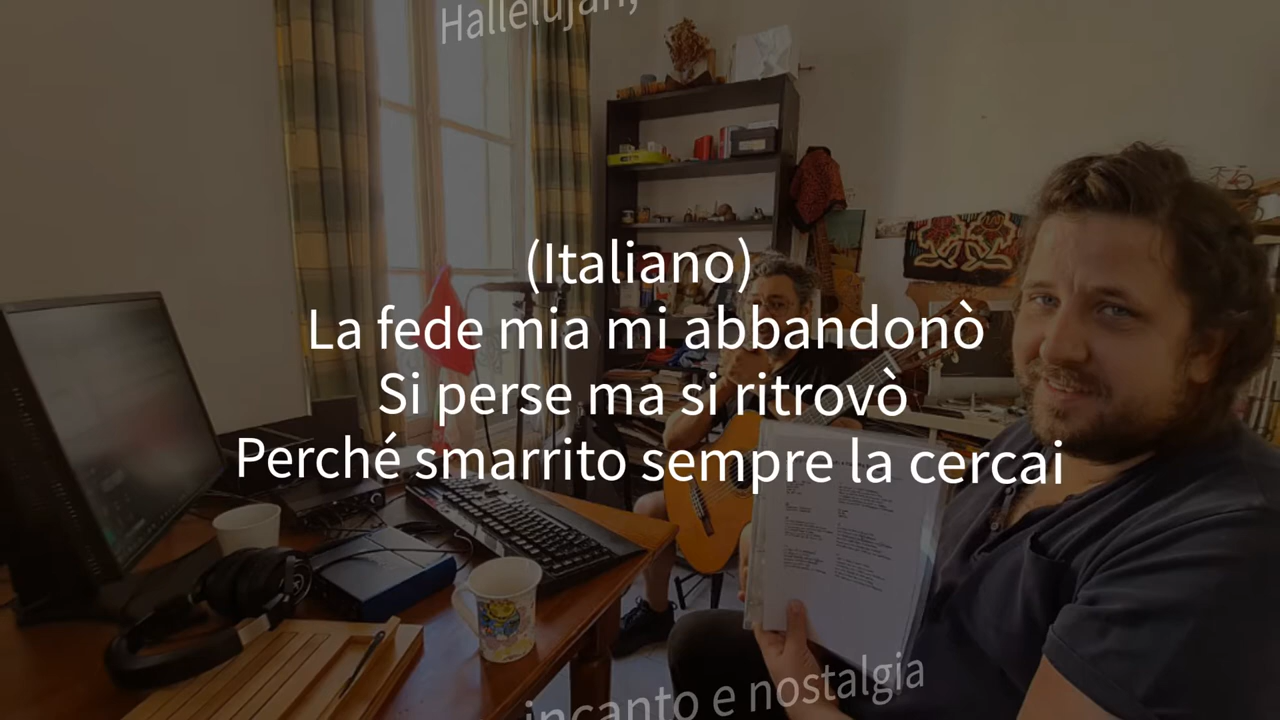 Hallelujah,
(Italiano)
La fede mia mi abbandonò
Si perse ma si ritrovò
Perché smarrito sempre la cercai
incanto e nostalgia